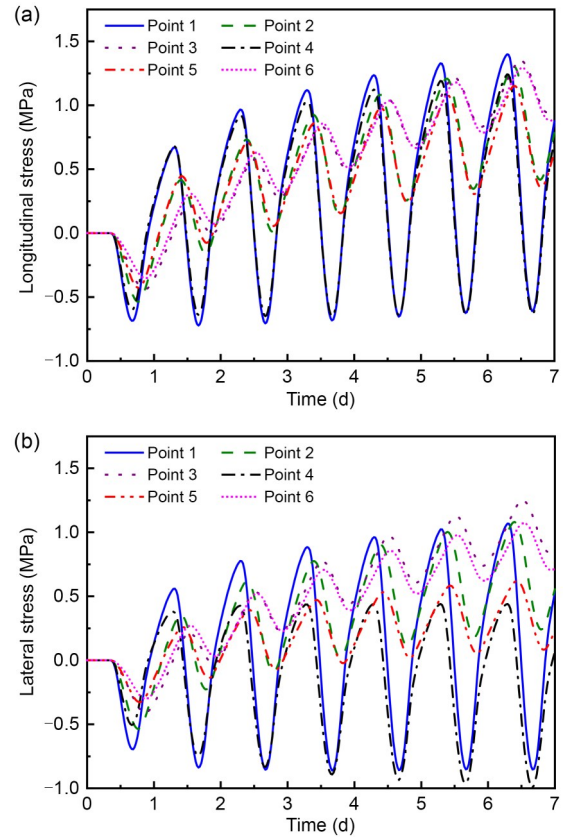 (a)
Point 1 Point 2
Point 3 Point 4
Point 5 Point 6
1.5
1.0
0.5
0.0
−0.5
−1.0
Longitudinal stress (MPa)
0 1 2 3 4 5 6 7
Time (d)
(b)
Point 1 Point 2
Point 3 Point 4
Point 5 Point 6
1.5
1.0
0.5
0.0
−0.5
−1.0
Lateral stress (MPa)
0 1 2 3 4 5 6 7
Time (d)